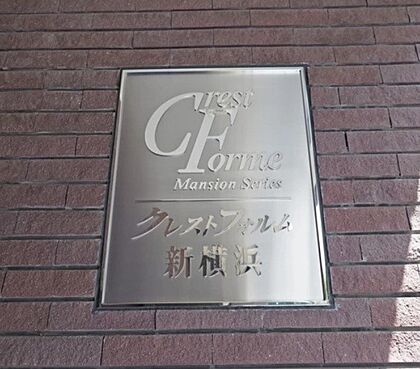 Crest
Forme
Mansion Series
クレストフォルム
新横浜